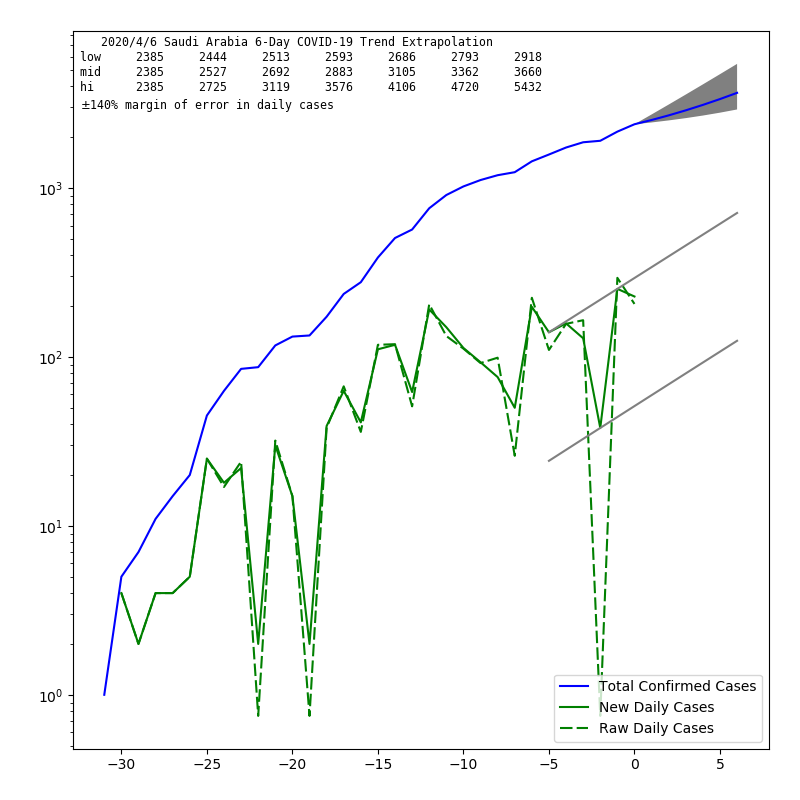 2020/4/6 Saudi Arabia 6-Day COVID-19 Trend Extrapolation
low 2385 2444 2513 2593 2686 2793 2918
mid 2385 2527 2692 2883 3105 3362 3660
hi 2385 2725 3119 3576 4106 4720 5432
±140% margin of error in daily cases
10³
10²
10¹
10⁰
Total Confirmed Cases
New Daily Cases
Raw Daily Cases
−30 −25 −20 −15 −10 −5 0 5